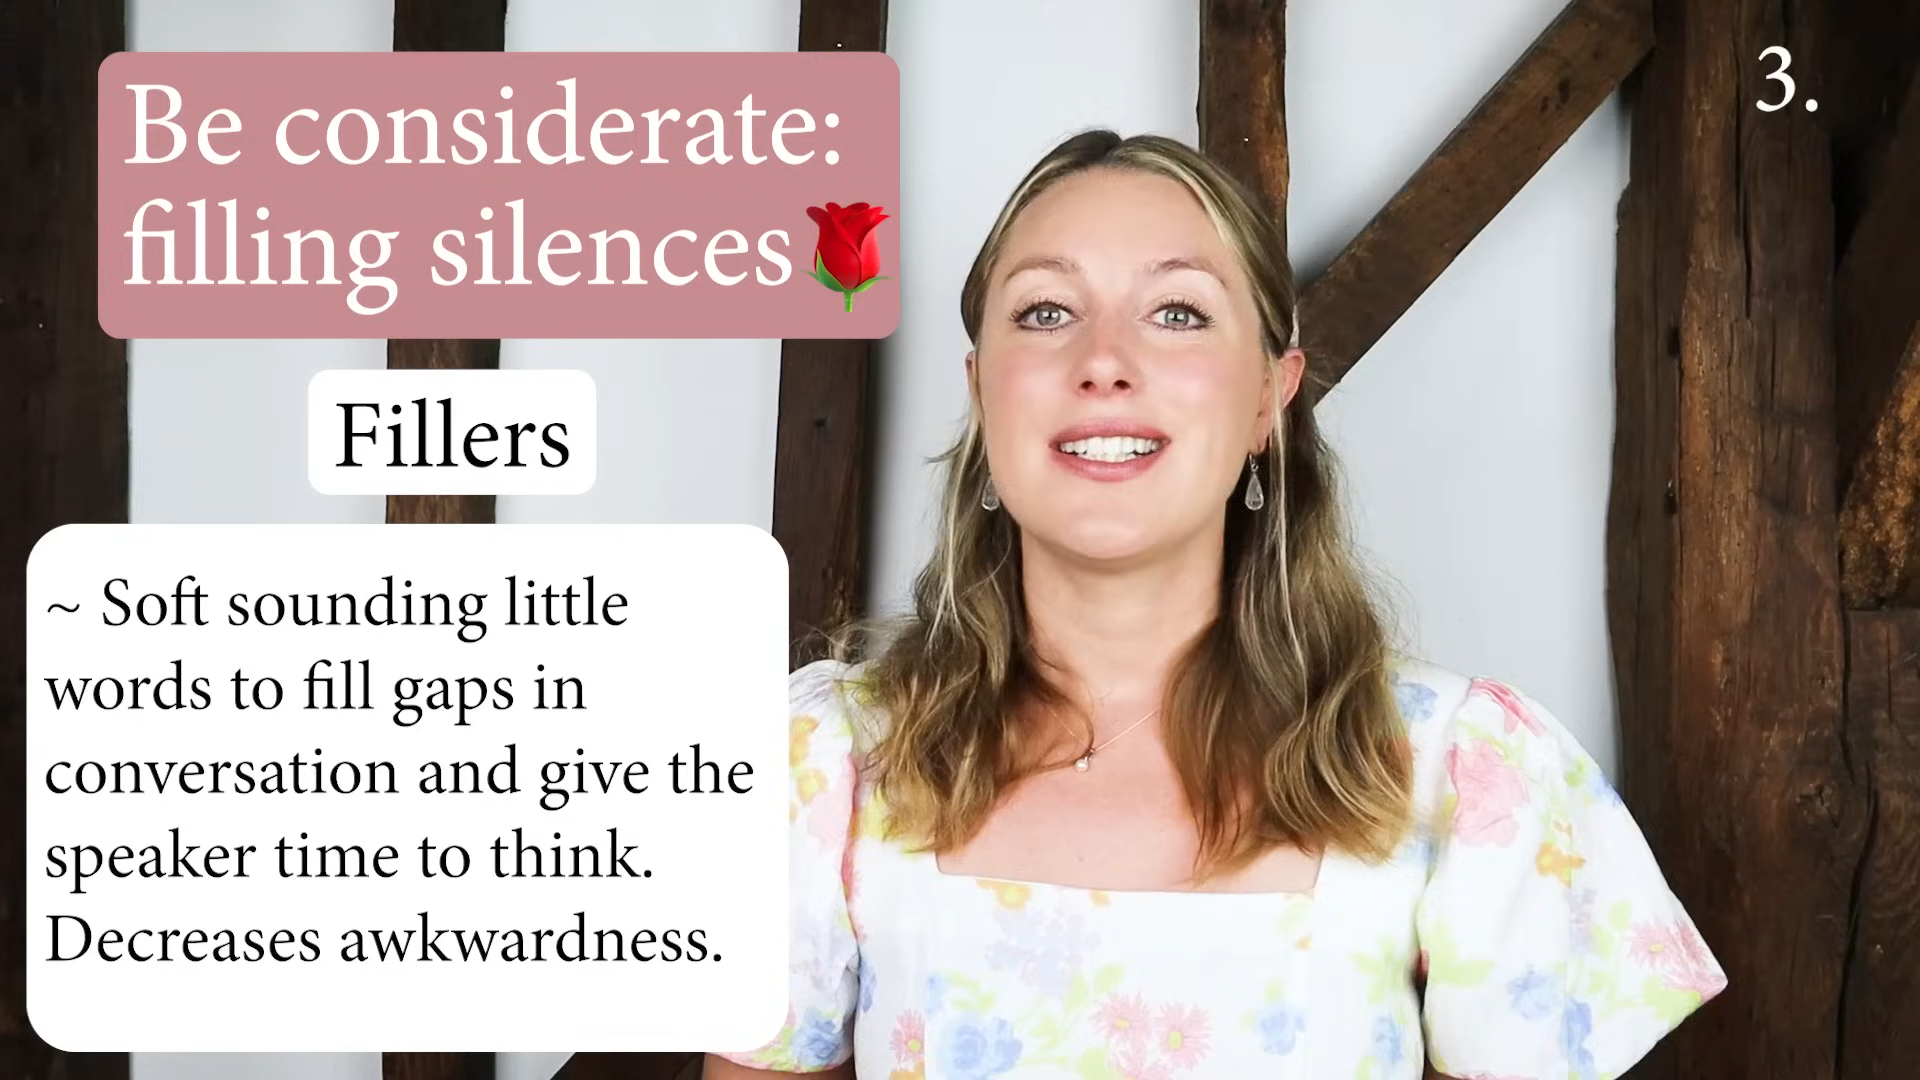 Be considerate:
filling silences🌹
3.
Fillers
~ Soft sounding little
words to fill gaps in
conversation and give the
speaker time to think.
Decreases awkwardness.